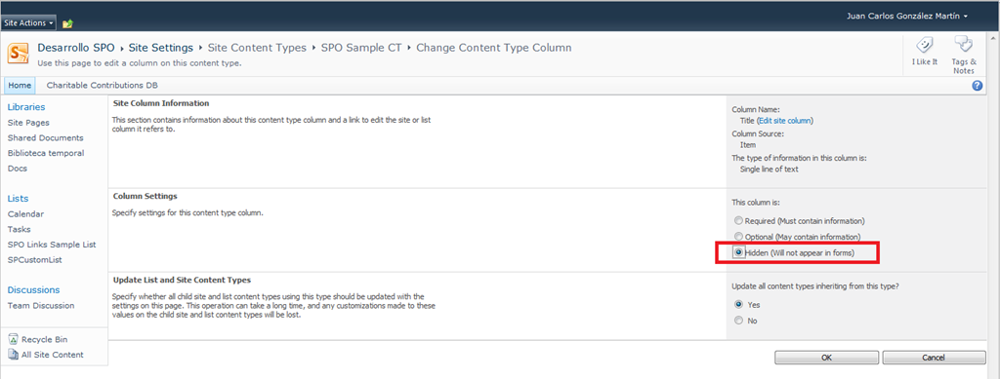 Juan Carlos González Martín
Site Actions
Desarrollo SPO › Site Settings › Site Content Types › SPO Sample CT › Change Content Type Column
Use this page to edit a column on this content type.
I Like It
Tags &
Notes
Home
Charitable Contributions DB
Libraries
Site Pages
Shared Documents
Biblioteca temporal
Docs
Lists
Calendar
Tasks
SPO Links Sample List
SPCustomList
Discussions
Team Discussion
Recycle Bin
All Site Content
Site Column Information
This section contains information about this content type column and a link to edit the site or list
column it refers to.
Column Name:
Title (Edit site column)
Column Source:
Item
The type of information in this column is:
Single line of text
Column Settings
Specify settings for this content type column.
This column is:
Required (Must contain information)
Optional (May contain information)
Hidden (Will not appear in forms)
Update List and Site Content Types
Specify whether all child site and list content types using this type should be updated with the
settings on this page. This operation can take a long time, and any customizations made to these
values on the child site and list content types will be lost.
Update all content types inheriting from this type?
Yes
No
OK
Cancel